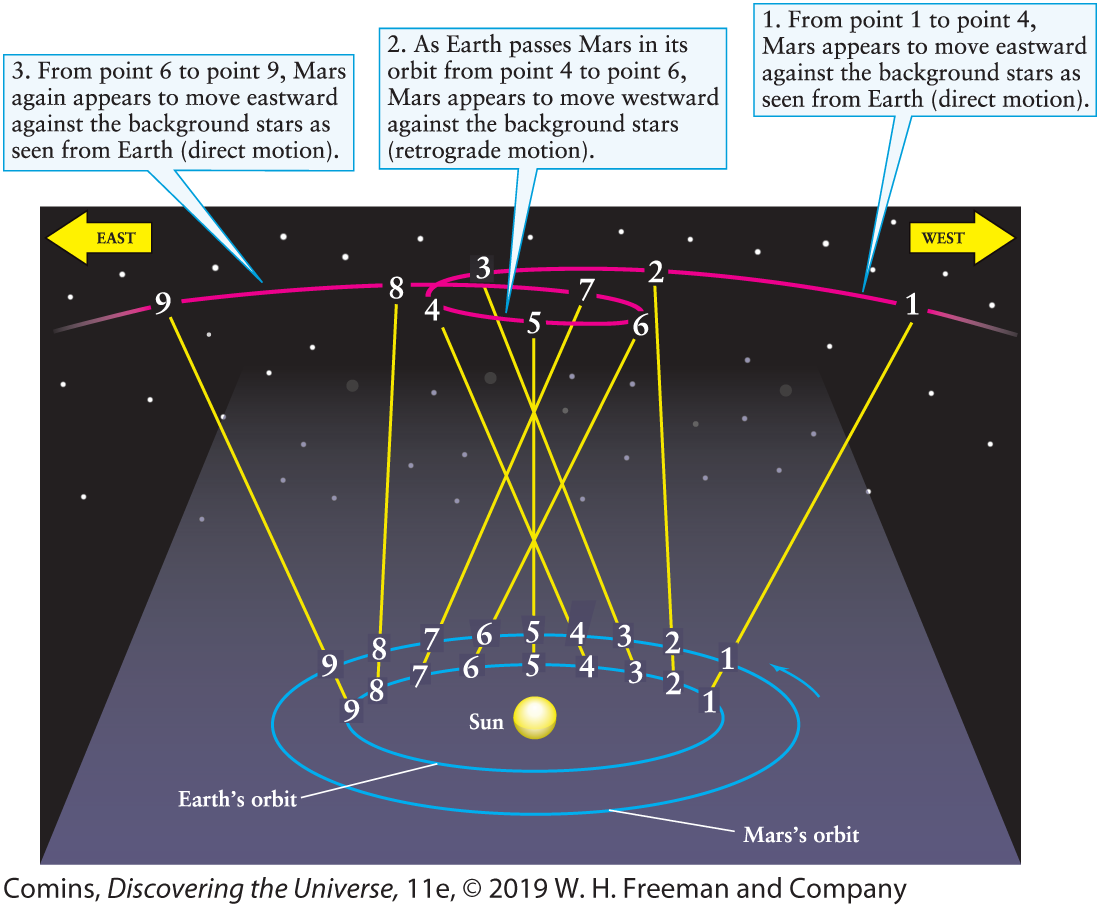 1. From point 1 to point 4,
Mars appears to move eastward
against the background stars as
seen from Earth (direct motion).
2. As Earth passes Mars in its
orbit from point 4 to point 6,
Mars appears to move westward
against the background stars
(retrograde motion).
3. From point 6 to point 9, Mars
again appears to move eastward
against the background stars as
seen from Earth (direct motion).
EAST
WEST
9 8 4 3 5 7 6 2 1
9 8 7 6 5 4 3 2 1
9 8 7 6 5 4 3 2 1
Sun
Earth's orbit
Mars's orbit
Comins, Discovering the Universe, 11e, © 2019 W. H. Freeman and Company